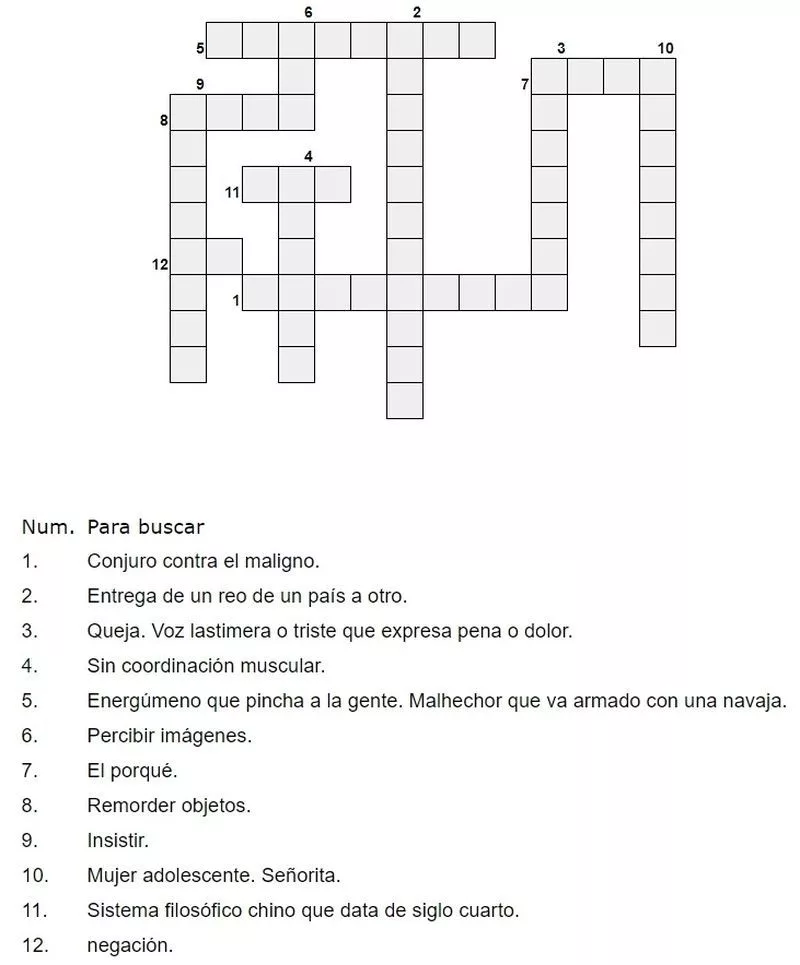 6 2
5 3 10
9 7
8
4
11
12
1
Num. Para buscar
1. Conjuro contra el maligno.
2. Entrega de un reo de un país a otro.
3. Queja. Voz lastimera o triste que expresa pena o dolor.
4. Sin coordinación muscular.
5. Energúmeno que pincha a la gente. Malhechor que va armado con una navaja.
6. Percibir imágenes.
7. El porqué.
8. Remorder objetos.
9. Insistir.
10. Mujer adolescente. Señorita.
11. Sistema filosófico chino que data de siglo cuarto.
12. negación.